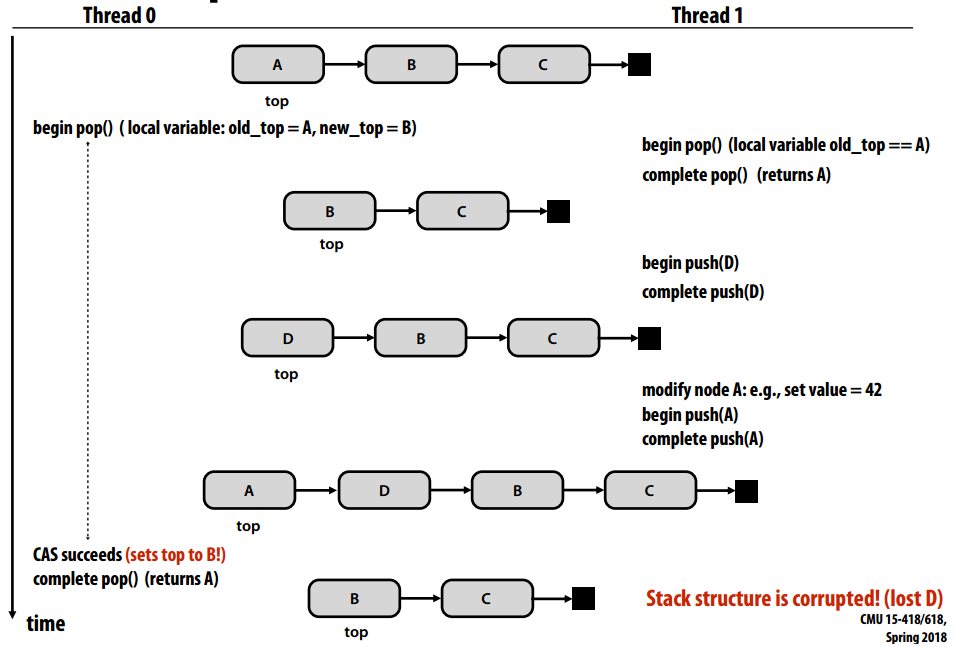 Thread 0
Thread 1
A
B
C
top
begin pop() ( local variable: old_top = A, new_top = B)
begin pop() (local variable old_top == A)
complete pop() (returns A)
B
C
top
begin push(D)
complete push(D)
D
B
C
top
modify node A: e.g., set value = 42
begin push(A)
complete push(A)
A
D
B
C
top
CAS succeeds (sets top to B!)
complete pop() (returns A)
B
C
top
Stack structure is corrupted! (lost D)
time
CMU 15-418/618,
Spring 2018